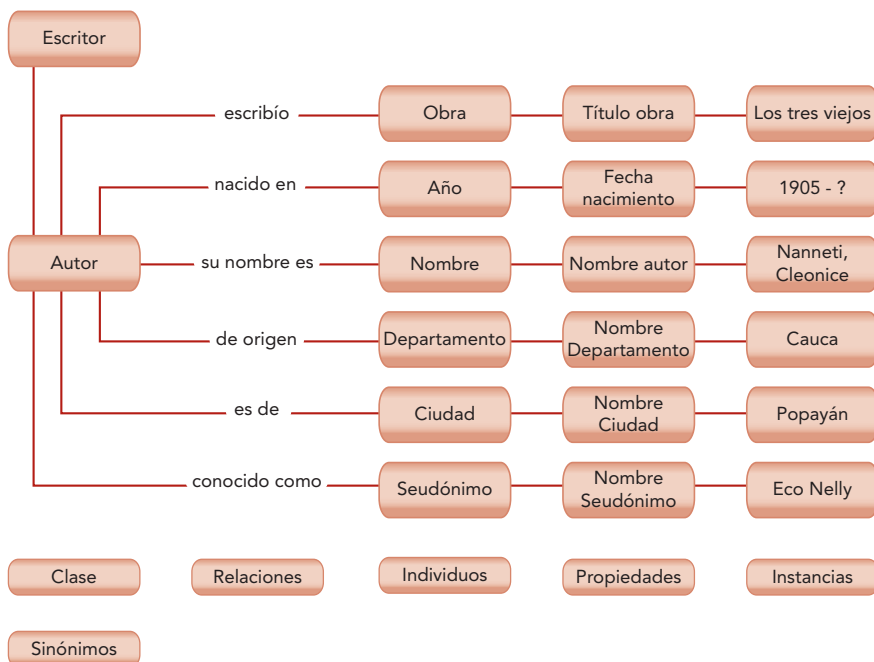 Escritor
escribío
Obra
Título obra
Los tres viejos
nacido en
Año
Fecha
nacimiento
1905 - ?
Autor
su nombre es
Nombre
Nombre autor
Nanneti,
Cleonice
de origen
Departamento
Nombre
Departamento
Cauca
es de
Ciudad
Nombre
Ciudad
Popayán
conocido como
Seudónimo
Nombre
Seudónimo
Eco Nelly
Clase
Relaciones
Individuos
Propiedades
Instancias
Sinónimos